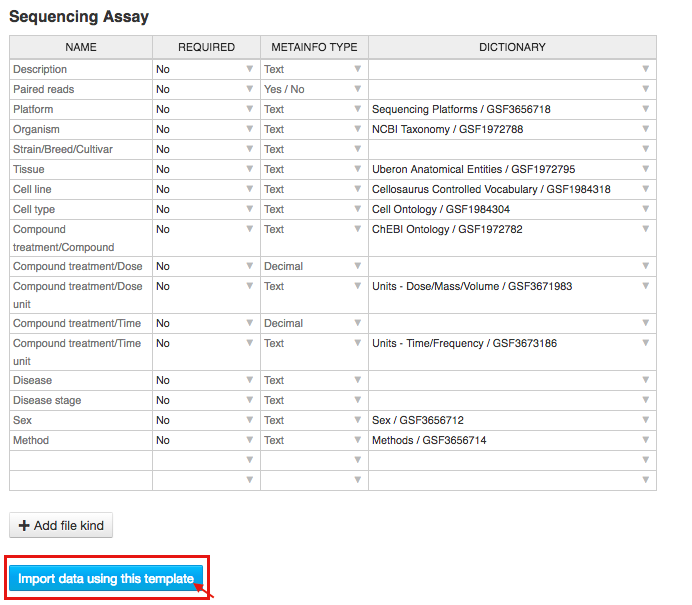 Sequencing Assay
NAME REQUIRED METAINFO TYPE DICTIONARY
Description No Text
Paired reads No Yes / No
Platform No Text Sequencing Platforms / GSF3656718
Organism No Text NCBI Taxonomy / GSF1972788
Strain/Breed/Cultivar No Text
Tissue No Text Uberon Anatomical Entities / GSF1972795
Cell line No Text Cellosaurus Controlled Vocabulary / GSF1984318
Cell type No Text Cell Ontology / GSF1984304
Compound No Text ChEBI Ontology / GSF1972782
treatment/Compound
Compound treatment/Dose No Decimal
Compound treatment/Dose No Text Units - Dose/Mass/Volume / GSF3671983
unit
Compound treatment/Time No Decimal
Compound treatment/Time No Text Units - Time/Frequency / GSF3673186
unit
Disease No Text
Disease stage No Text
Sex No Text Sex / GSF3656712
Method No Text Methods / GSF3656714
Add file kind
Import data using this template